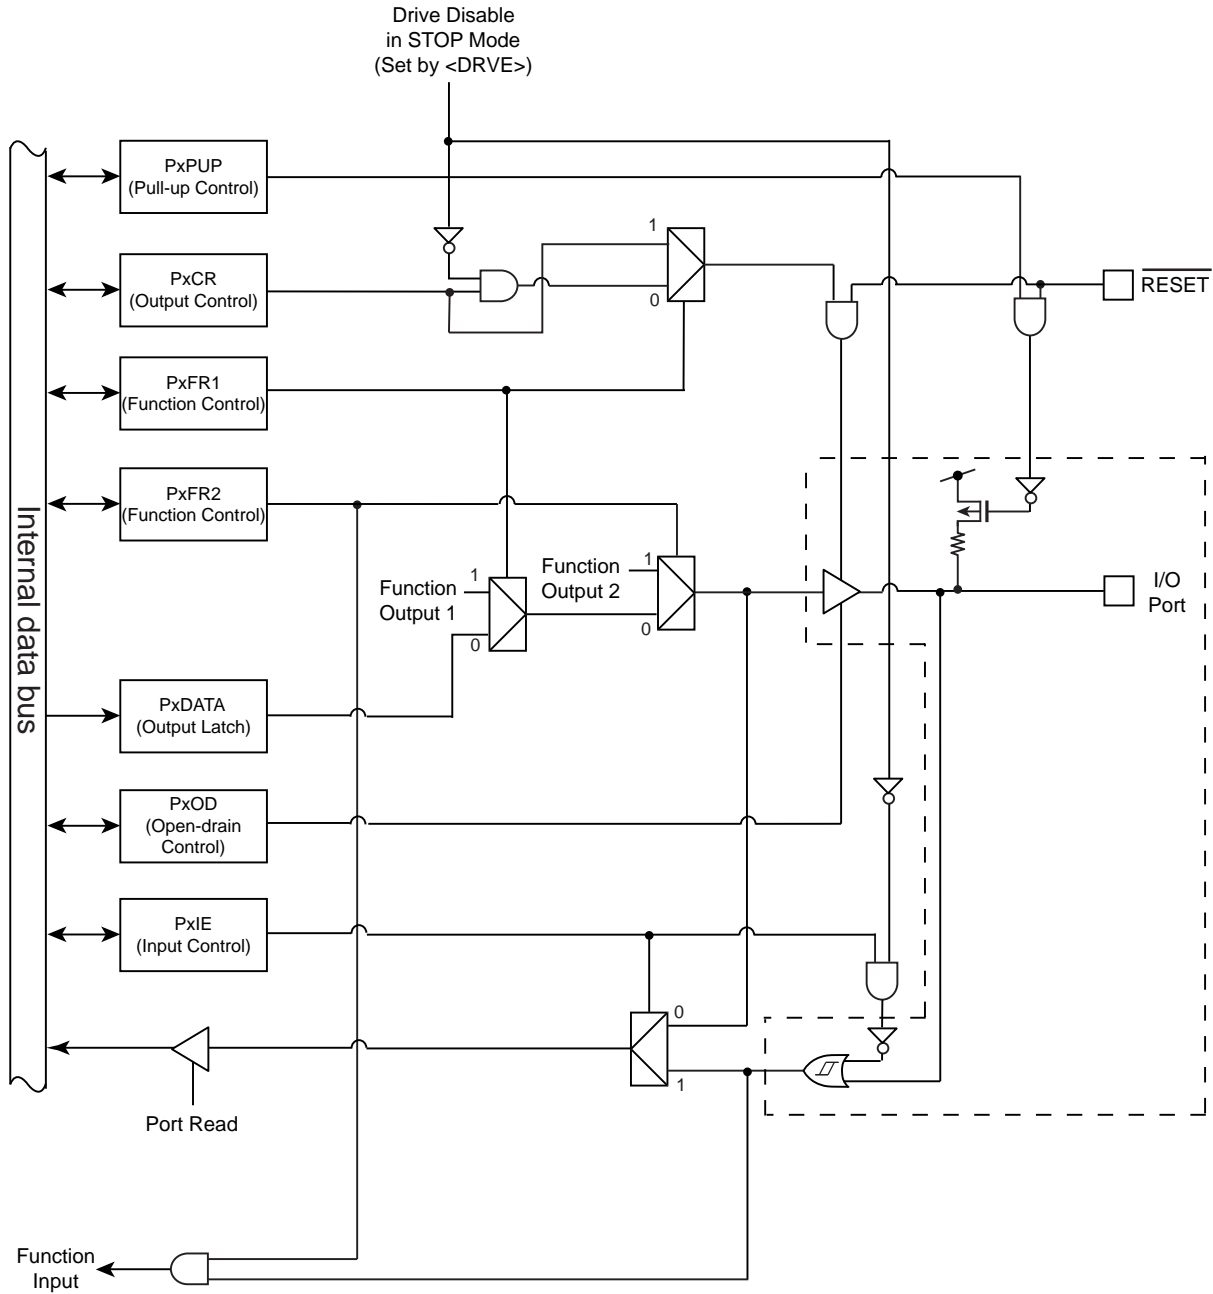 Drive Disable
in STOP Mode
(Set by <DRVE>)
PxPUP
(Pull-up Control)
1
PxCR
(Output Control)
0
RESET
PxFR1
(Function Control)
PxFR2
(Function Control)
Internal data bus
Function
Output 1
1
0
Function
Output 2
1
0
I/O
Port
PxDATA
(Output Latch)
PxOD
(Open-drain
Control)
PxIE
(Input Control)
0
1
Port Read
Function
Input